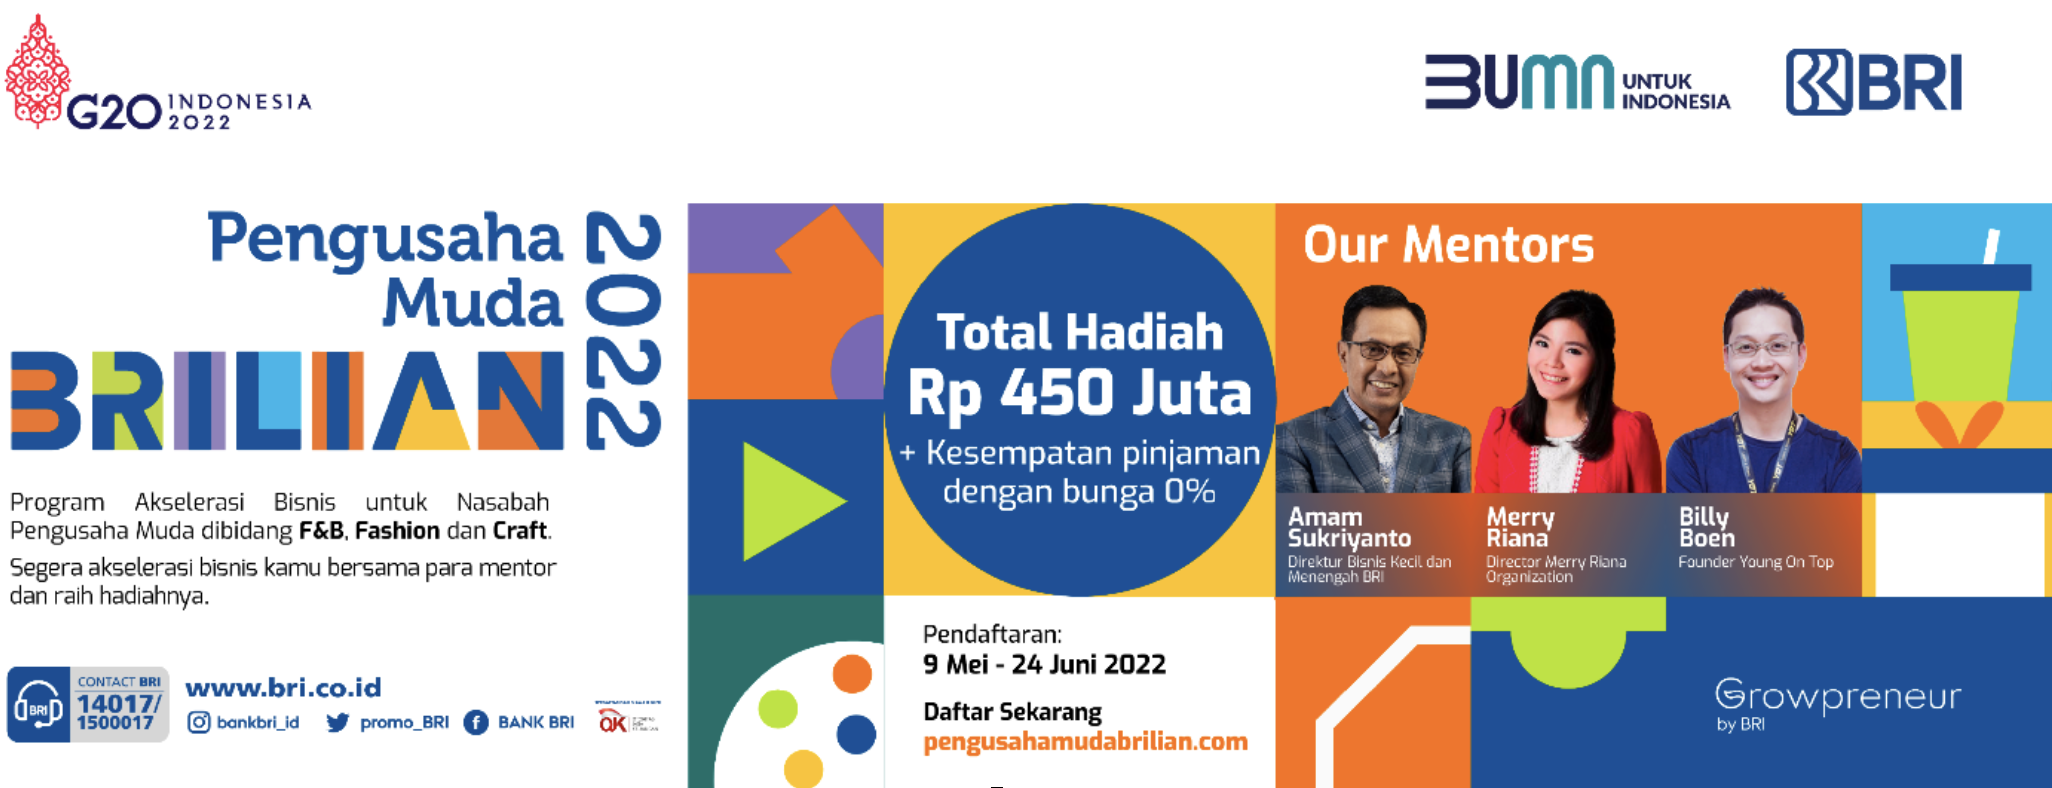 G20 INDONESIA
2022
BUMN UNTUK
INDONESIA
BRI
Pengusaha
Muda
BRILIAN
2022
Program Akselerasi Bisnis untuk Nasabah
Pengusaha Muda dibidang F&B, Fashion dan Craft.
Segera akselerasi bisnis kamu bersama para mentor
dan raih hadiahnya.
BRI
CONTACT BRI
14017/
1500017
www.bri.co.id
bankbri_id
promo_BRI
BANK BRI
OJK
Total Hadiah
Rp 450 Juta
+ Kesempatan pinjaman
dengan bunga 0%
Pendaftaran:
9 Mei - 24 Juni 2022
Daftar Sekarang
pengusahamudabrilian.com
Our Mentors
Amam
Sukriyanto
Direktur Bisnis Kecil dan
Menengah BRI
Merry
Riana
Director Merry Riana
Organization
Billy
Boen
Founder Young On Top
Growpreneur
by BRI